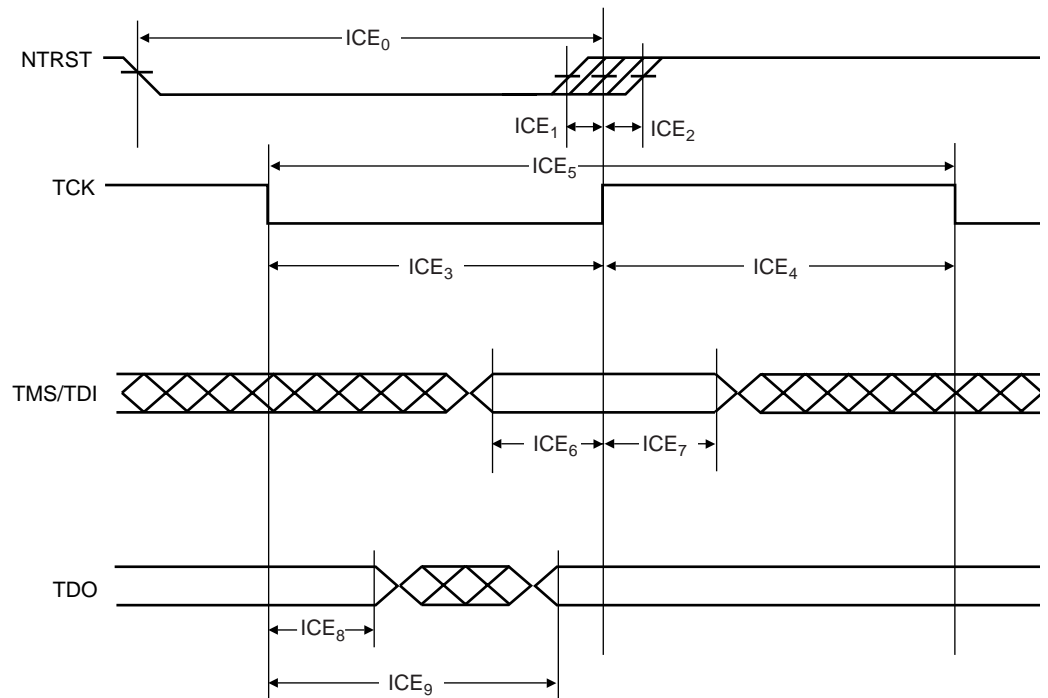 ICE₀
NTRST
ICE₁ ICE₂
ICE₅
TCK
ICE₃ ICE₄
TMS/TDI
ICE₆ ICE₇
TDO
ICE₈
ICE₉